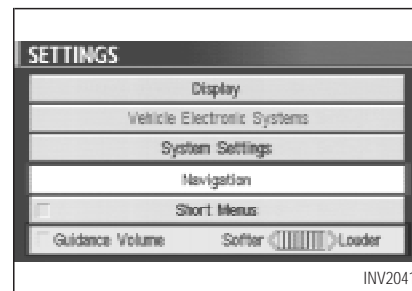 SETTINGS
Display
Vehicle Electronic Systems
System Settings
Navigation
Short Menus
Guidance Volume Softer Louder
INV2041